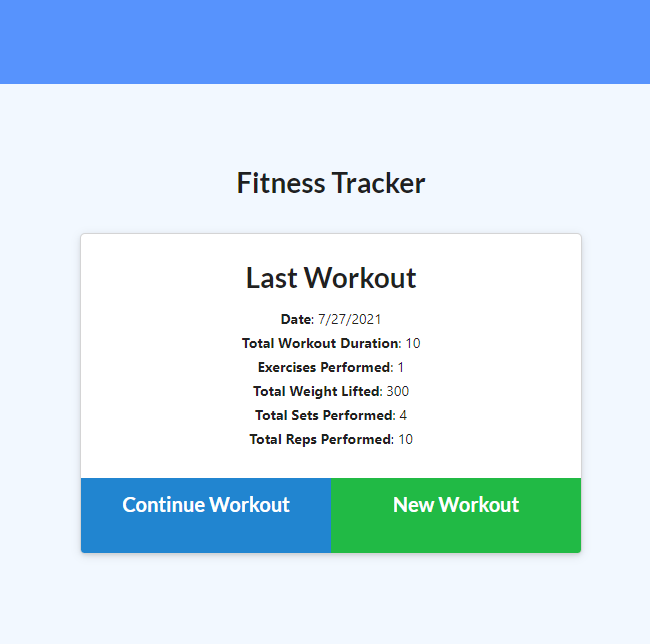 Fitness Tracker
Last Workout
Date: 7/27/2021
Total Workout Duration: 10
Exercises Performed: 1
Total Weight Lifted: 300
Total Sets Performed: 4
Total Reps Performed: 10
Continue Workout
New Workout